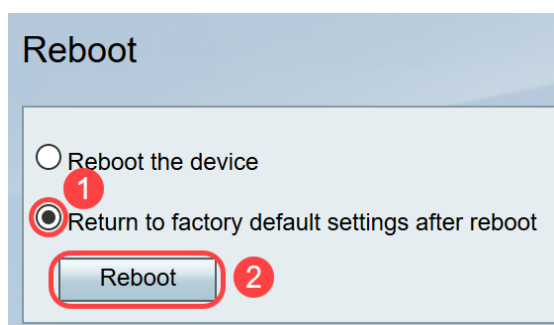 Reboot
Reboot the device
1
Return to factory default settings after reboot
Reboot
2